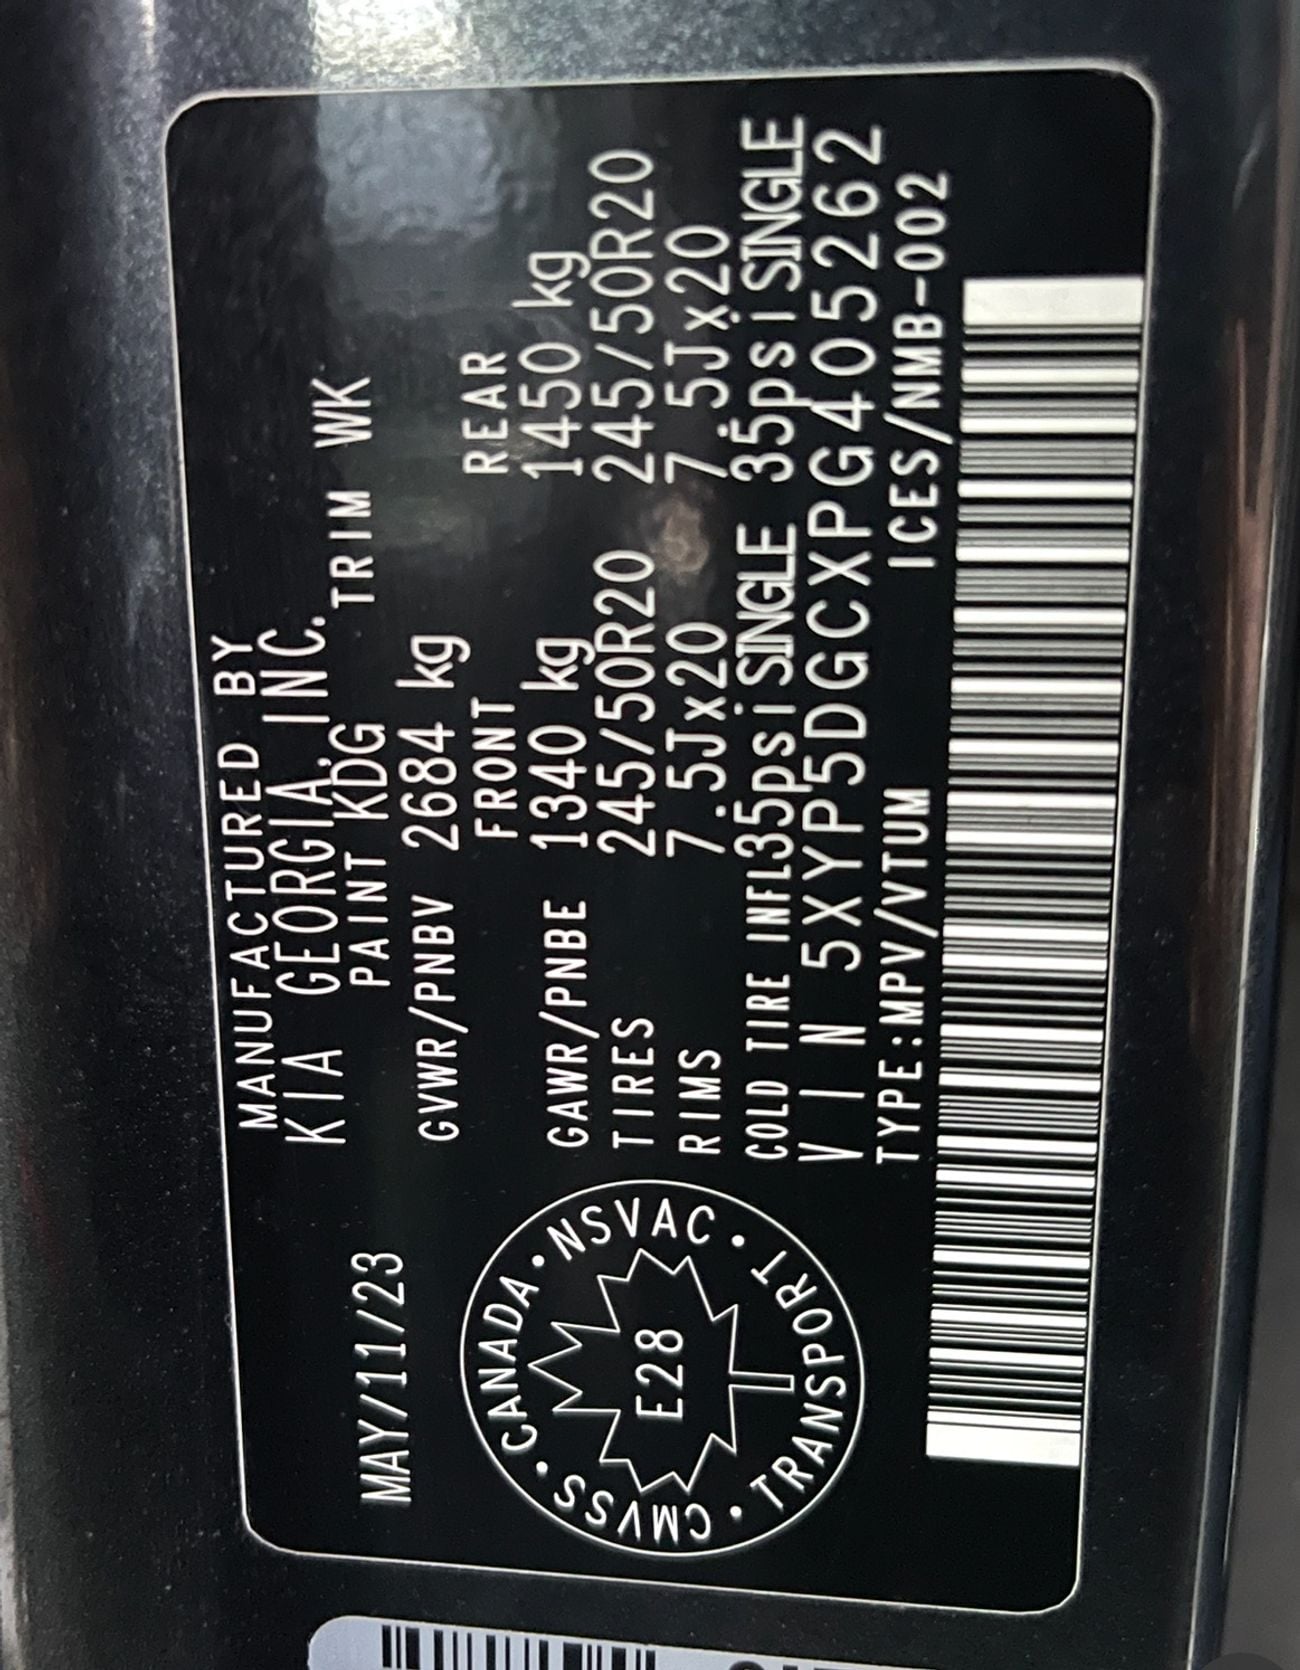 MANUFACTURED BY
KIA GEORGIA, INC.
MAY/11/23 PAINT KDG TRIM WK
GVWR/PNBV 2684 kg
FRONT REAR
GAWR/PNBE 1340 kg 1450 kg
TIRES 245/50R20 245/50R20
RIMS 7.5Jx20 7.5Jx20
COLD TIRE INFL35psi SINGLE 35psi SINGLE
VIN 5XYP5DGCXPG405262
TYPE:MPV/VTUM ICES/NMB-002
CANADA · NSVAC · TRANSPORT · CMVSS ·
E28